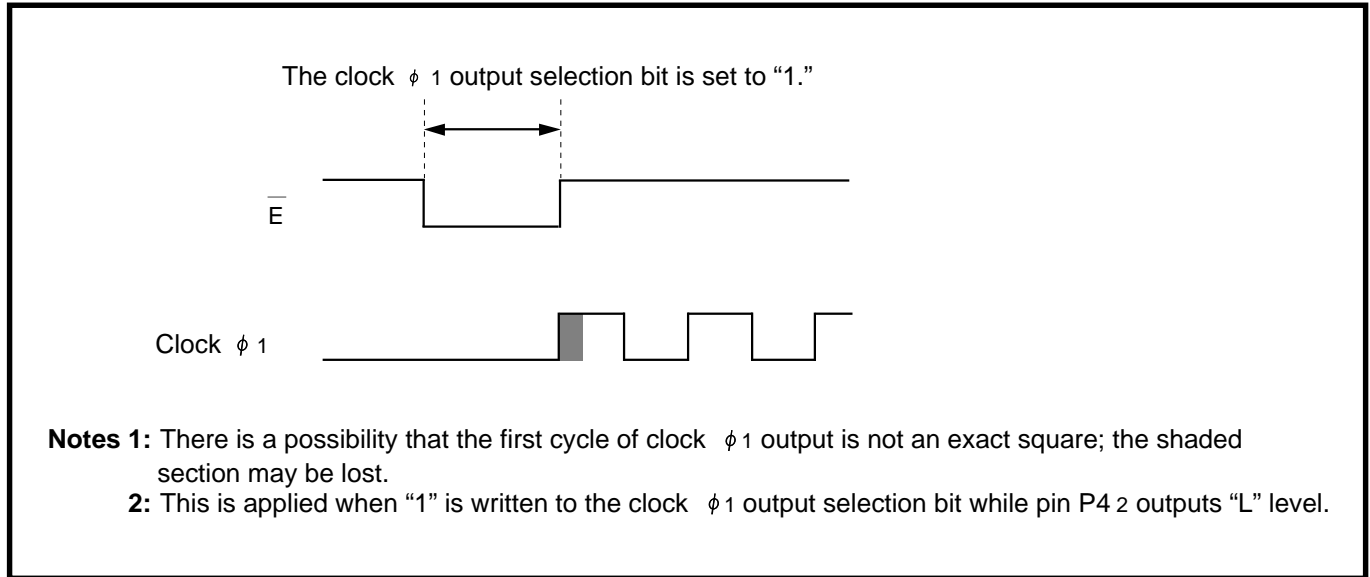 The clock ϕ 1 output selection bit is set to “1.”
E
Clock ϕ 1
Notes 1: There is a possibility that the first cycle of clock ϕ 1 output is not an exact square; the shaded
section may be lost.
2: This is applied when “1” is written to the clock ϕ 1 output selection bit while pin P4 2 outputs “L” level.